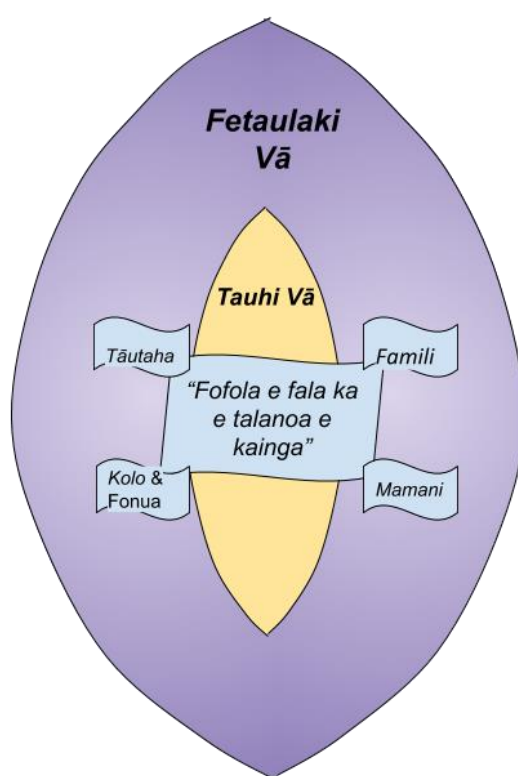 Fetaulaki
Vā
Tauhi Vā
Tāutaha
Famili
“Fofola e fala ka
e talanoa e
kainga”
Kolo &
Fonua
Mamani